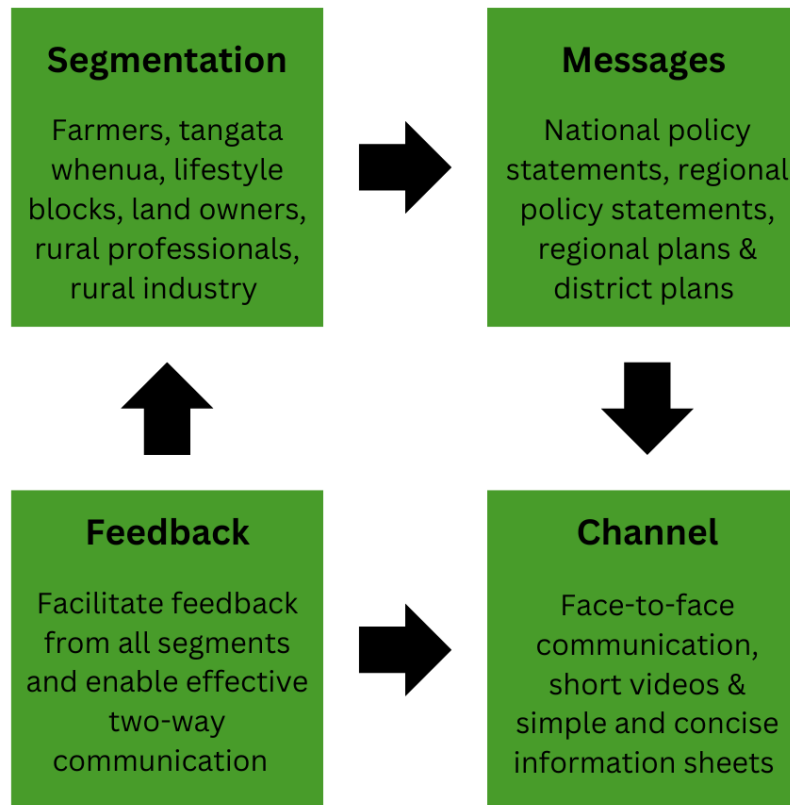 Segmentation
Farmers, tangata
whenua, lifestyle
blocks, land owners,
rural professionals,
rural industry
Messages
National policy
statements, regional
policy statements,
regional plans &
district plans
Feedback
Facilitate feedback
from all segments
and enable effective
two-way
communication
Channel
Face-to-face
communication,
short videos &
simple and concise
information sheets